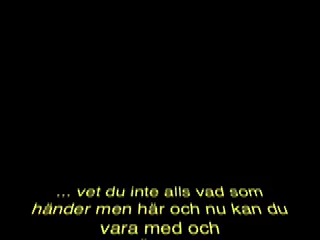 ... vet du inte alls vad som
händer men här och nu kan du
vara med och